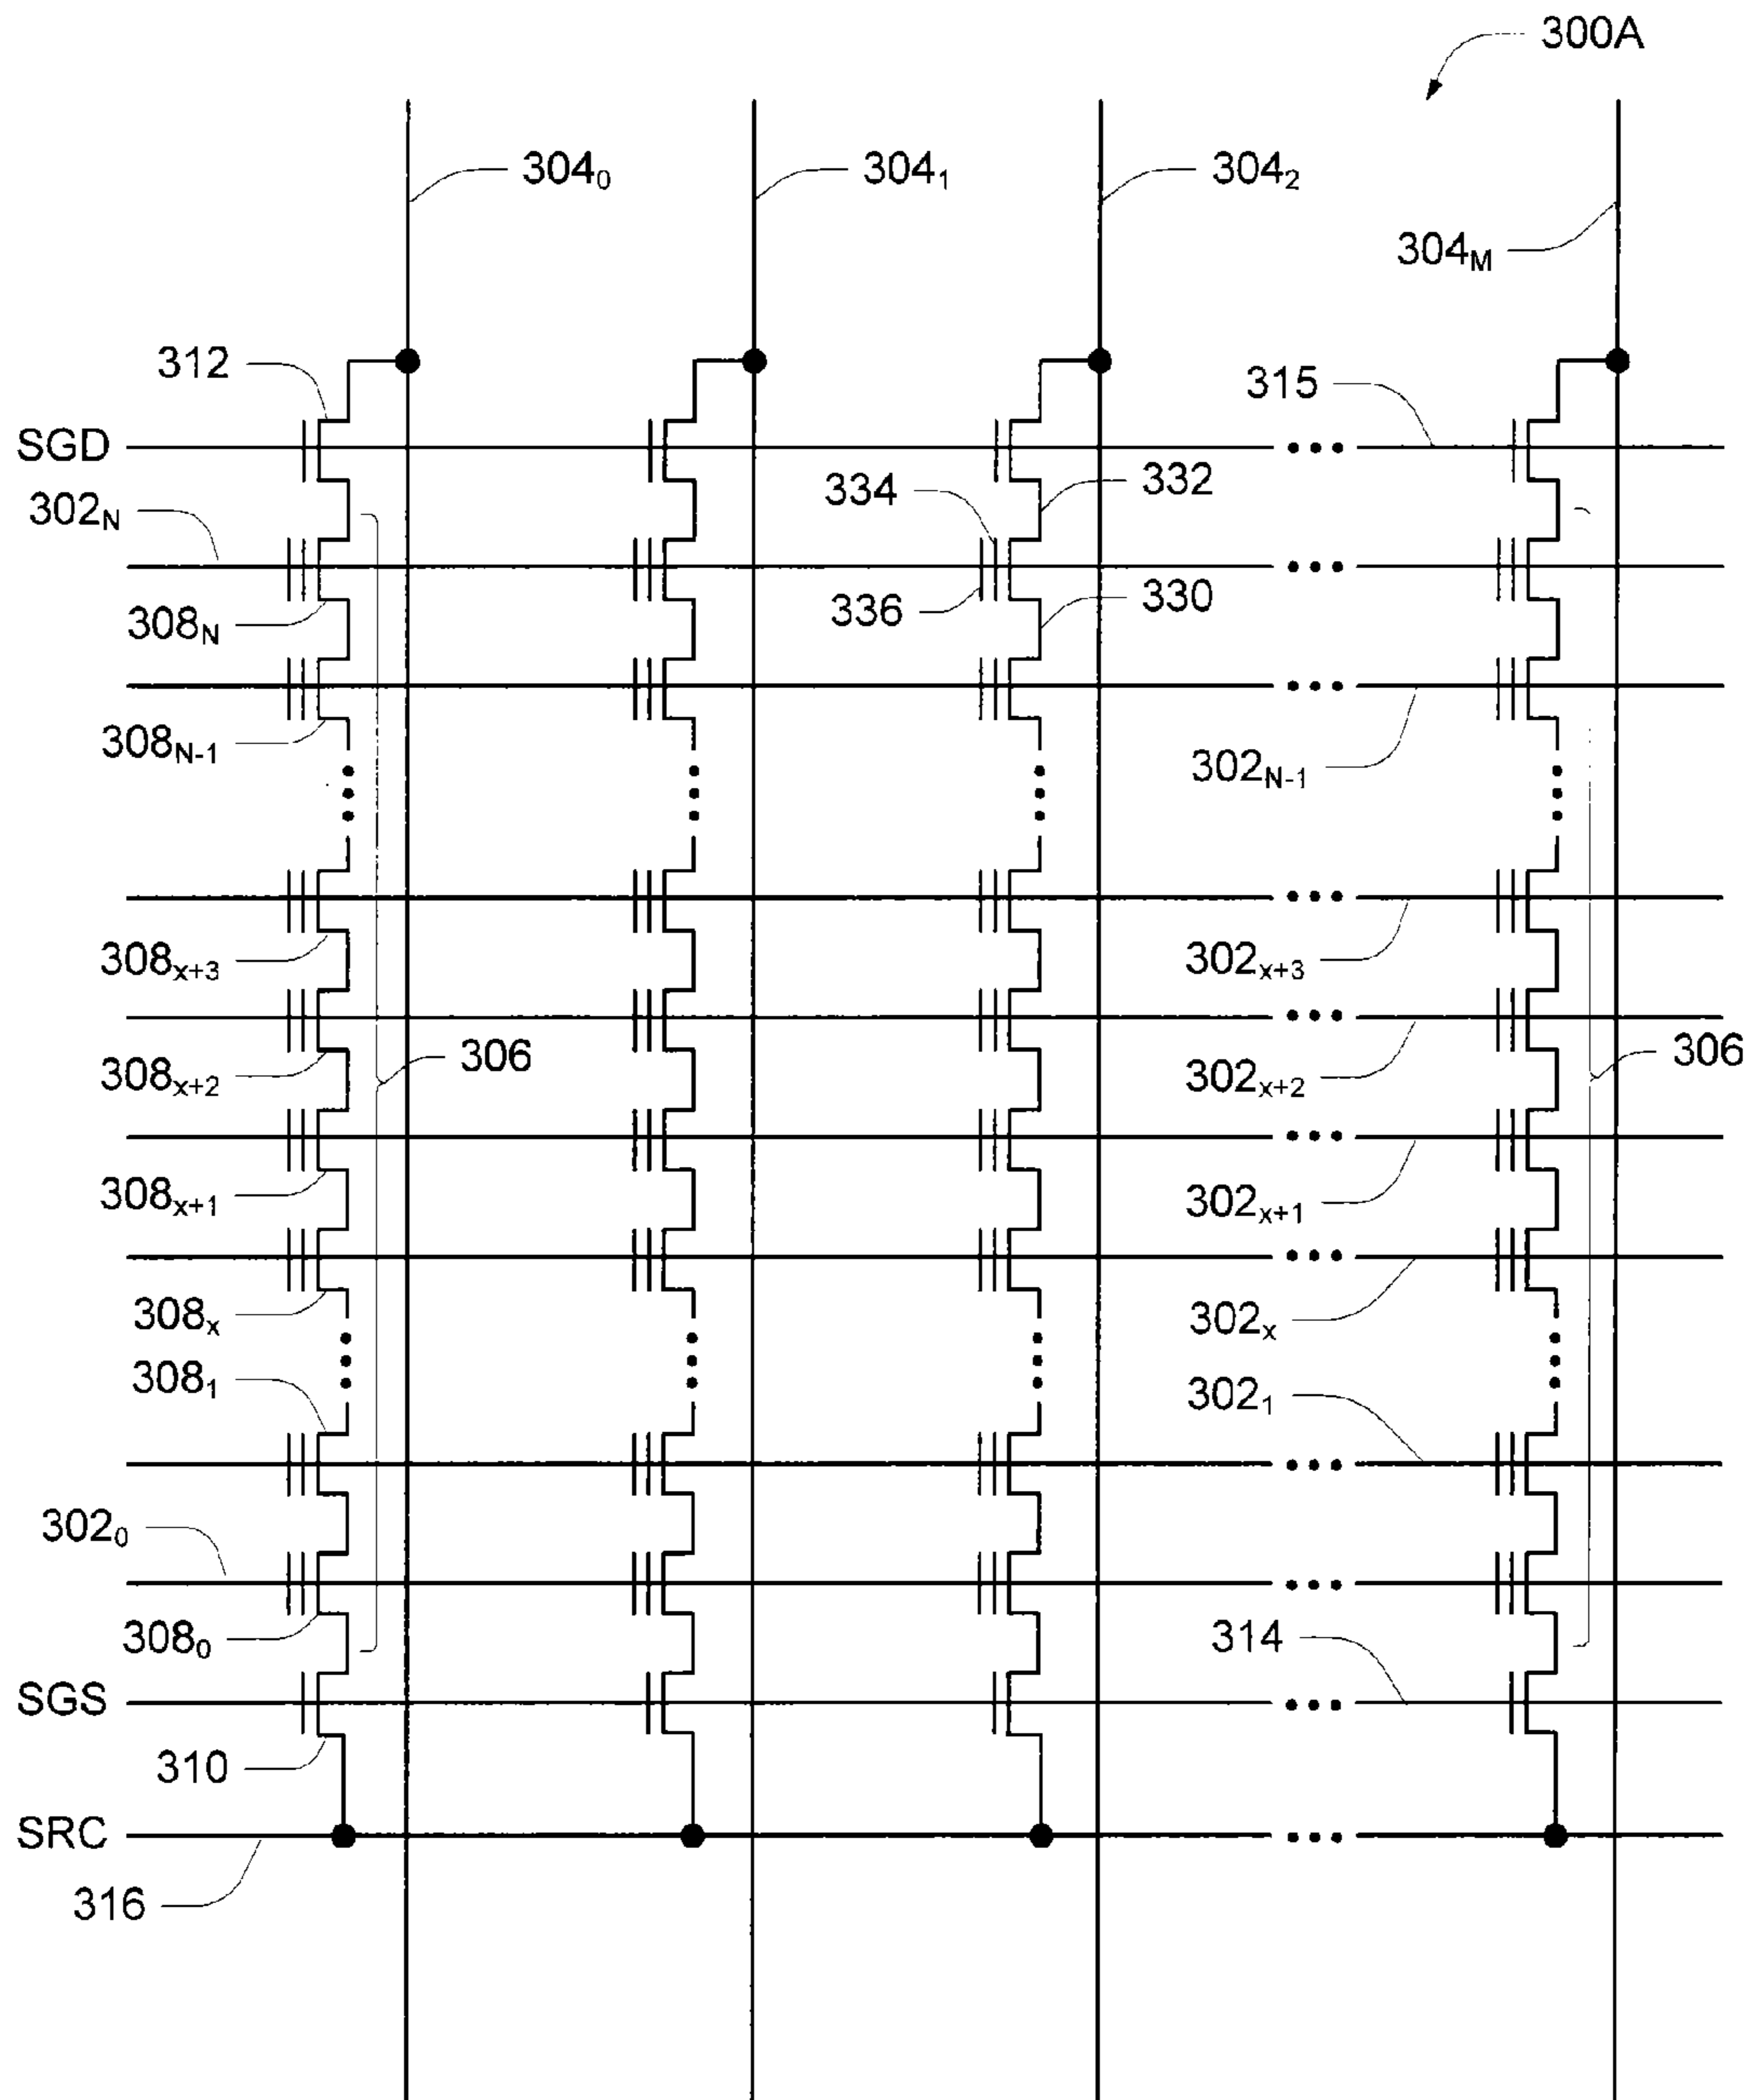 300A
304₀ 304₁ 304₂
304M
312
315
SGD
334 332
302N
336 330
308N
308N-1
302N-1
308x+3
302x+3
306 306
308x+2
302x+2
308x+1
302x+1
308x
302x
308₁
302₁
302₀
308₀
314
SGS
310
SRC
316